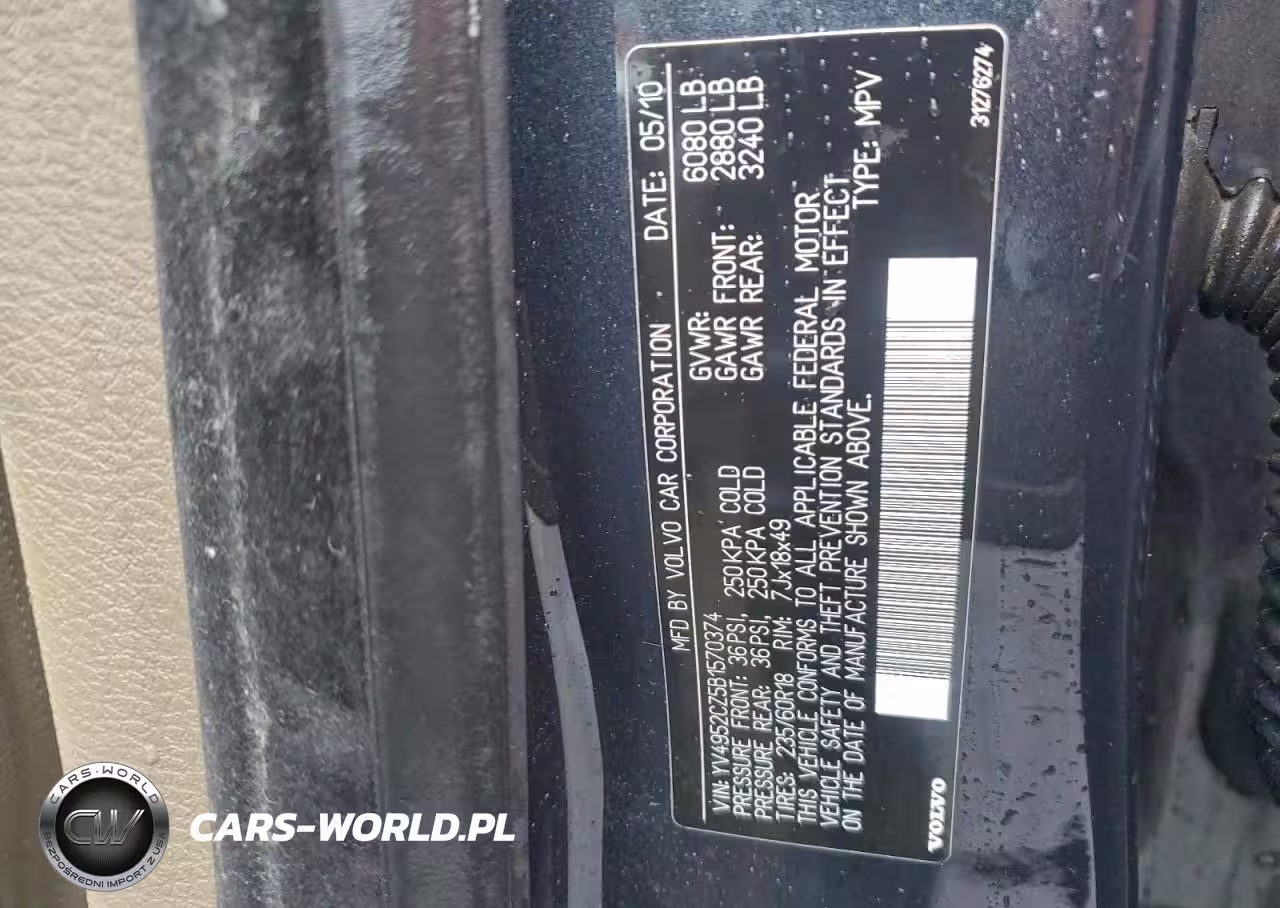 MFD BY VOLVO CAR CORPORATION DATE: 05/10
GVWR: 6080 LB
VIN: YV4952CZ5B1570374 GAWR FRONT: 2880 LB
PRESSURE FRONT: 36PSI, 250KPA COLD GAWR REAR: 3240 LB
PRESSURE REAR: 36PSI, 250KPA COLD
TIRES: 235/60R18 RIM: 7Jx18x49
THIS VEHICLE CONFORMS TO ALL APPLICABLE FEDERAL MOTOR
VEHICLE SAFETY AND THEFT PREVENTION STANDARDS IN EFFECT
ON THE DATE OF MANUFACTURE SHOWN ABOVE. TYPE: MPV
VOLVO 31276274
CARS-WORLD
CW
BEZPOŚREDNI IMPORT Z USA
CARS-WORLD.PL